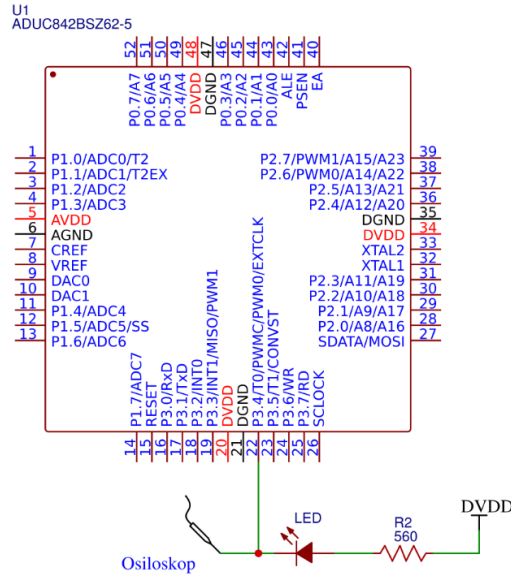 U1
ADUC842BSZ62-5
52 51 50 49 48 47 46 45 44 43 42 41 40
P0.7/A7
P0.6/A6
P0.5/A5
P0.4/A4
DVDD
DGND
P0.3/A3
P0.2/A2
P0.1/A1
P0.0/A0
ALE
PSEN
EA
1 P1.0/ADC0/T2
2 P1.1/ADC1/T2EX
3 P1.2/ADC2
4 P1.3/ADC3
5 AVDD
6 AGND
7 CREF
8 VREF
9 DAC0
10 DAC1
11 P1.4/ADC4
12 P1.5/ADC5/SS
13 P1.6/ADC6
P2.7/PWM1/A15/A23 39
P2.6/PWM0/A14/A22 38
P2.5/A13/A21 37
P2.4/A12/A20 36
DGND 35
DVDD 34
XTAL2 33
XTAL1 32
P2.3/A11/A19 31
P2.2/A10/A18 30
P2.1/A9/A17 29
P2.0/A8/A16 28
SDATA/MOSI 27
P1.7/ADC7
RESET
P3.0/RxD
P3.1/TxD
P3.2/INT0
P3.3/INT1/MISO/PWM1
DVDD
DGND
P3.4/T0/PWMC/PWM0/EXTCLK
P3.5/T1/CONVST
P3.6/WR
P3.7/RD
SCLOCK
14 15 16 17 18 19 20 21 22 23 24 25 26
LED
R2
560
DVDD
Osiloskop